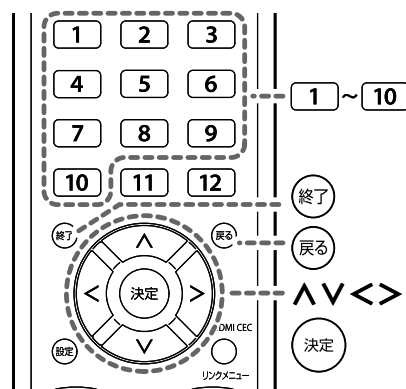 1 2 3
4 5 6
7 8 9
10 11 12
1 ~ 10
終了
戻る
終了
戻る
∧
< 決定 >
∨
∧∨<>
決定
設定
DMI CEC
リンクメニュー